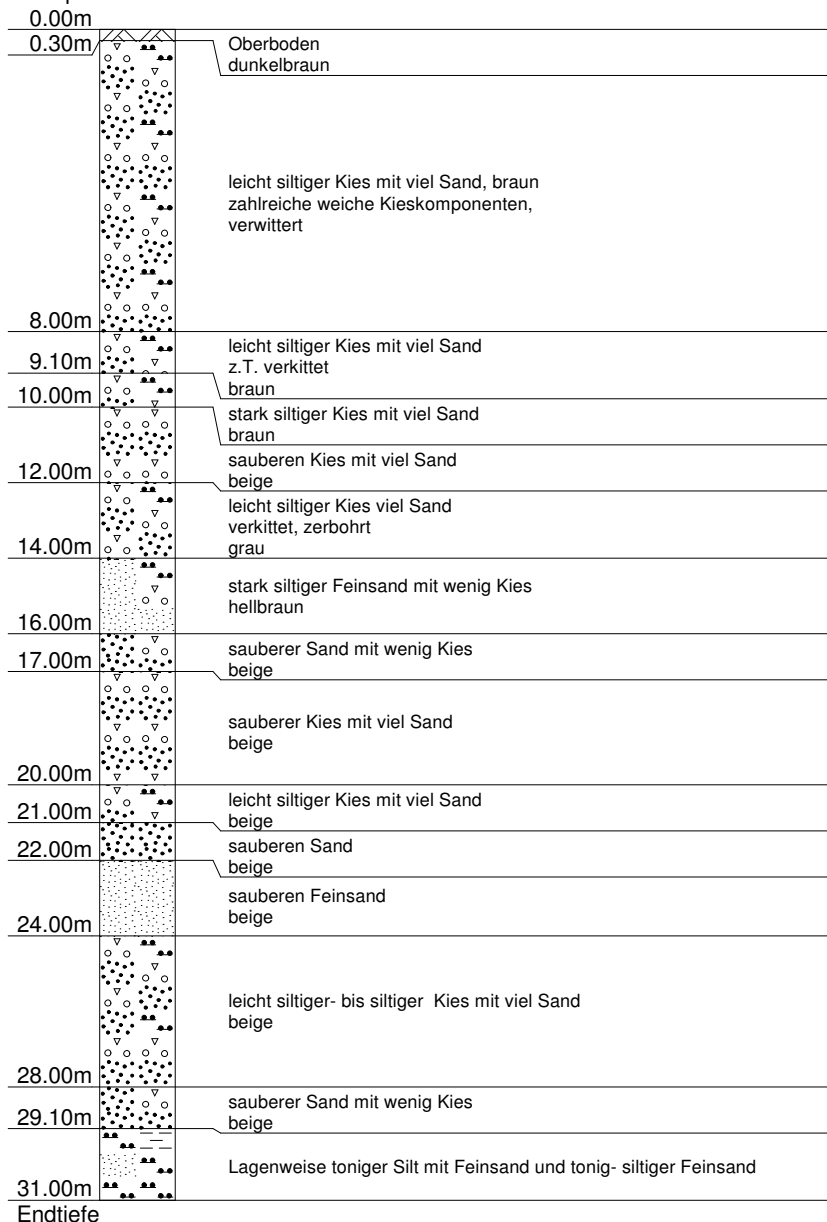 0.00m
0.30m
Oberboden
dunkelbraun
leicht siltiger Kies mit viel Sand, braun
zahlreiche weiche Kieskomponenten,
verwittert
8.00m
leicht siltiger Kies mit viel Sand
z.T. verkittet
braun
9.10m
10.00m
stark siltiger Kies mit viel Sand
braun
sauberen Kies mit viel Sand
beige
12.00m
leicht siltiger Kies viel Sand
verkittet, zerbohrt
grau
14.00m
stark siltiger Feinsand mit wenig Kies
hellbraun
16.00m
sauberer Sand mit wenig Kies
beige
17.00m
sauberer Kies mit viel Sand
beige
20.00m
leicht siltiger Kies mit viel Sand
beige
21.00m
sauberen Sand
beige
22.00m
sauberen Feinsand
beige
24.00m
leicht siltiger- bis siltiger  Kies mit viel Sand
beige
28.00m
sauberer Sand mit wenig Kies
beige
29.10m
Lagenweise toniger Silt mit Feinsand und tonig- siltiger Feinsand
31.00m
Endtiefe